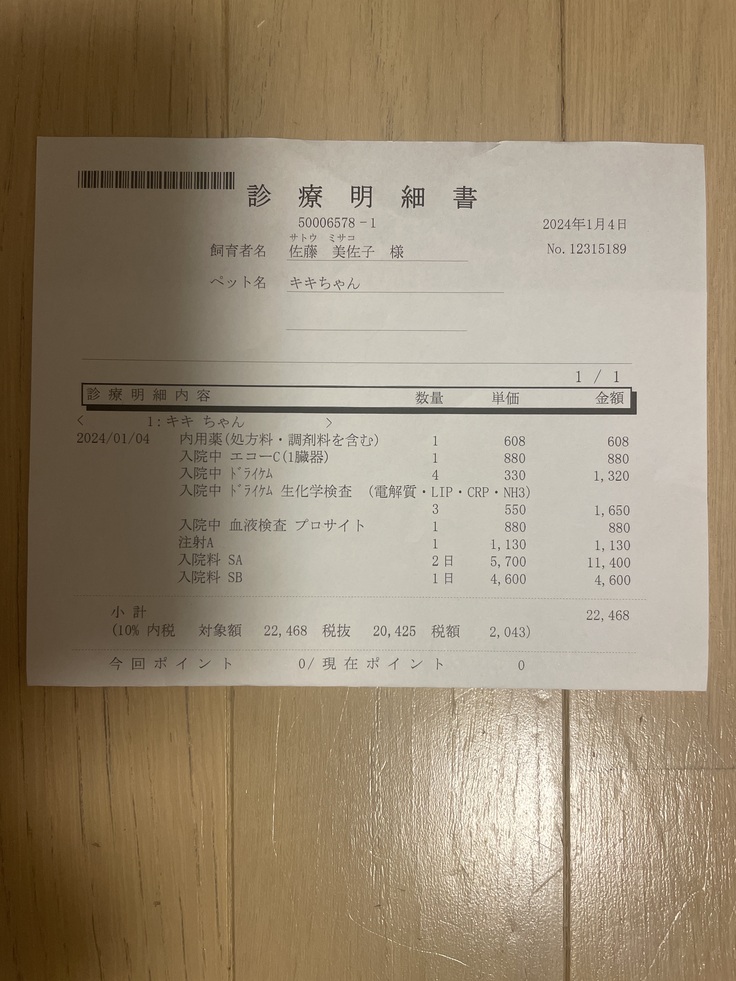 診療明細書
50006578-1
2024年1月4日
サトウ ミサコ
飼育者名 佐藤 美佐子 様
No.12315189
ペット名 キキちゃん
1 / 1
診療明細内容 数量 単価 金額
< 1:キキ ちゃん >
2024/01/04 内用薬(処方料・調剤料を含む) 1 608 608
入院中 エコーC(1臓器) 1 880 880
入院中 ﾄﾞﾗｲｹﾑ 4 330 1,320
入院中 ﾄﾞﾗｲｹﾑ 生化学検査 (電解質・LIP・CRP・NH3)
3 550 1,650
入院中 血液検査 プロサイト 1 880 880
注射A 1 1,130 1,130
入院料 SA 2日 5,700 11,400
入院料 SB 1日 4,600 4,600
小計 22,468
(10% 内税 対象額 22,468 税抜 20,425 税額 2,043)
今回ポイント 0/現在ポイント 0